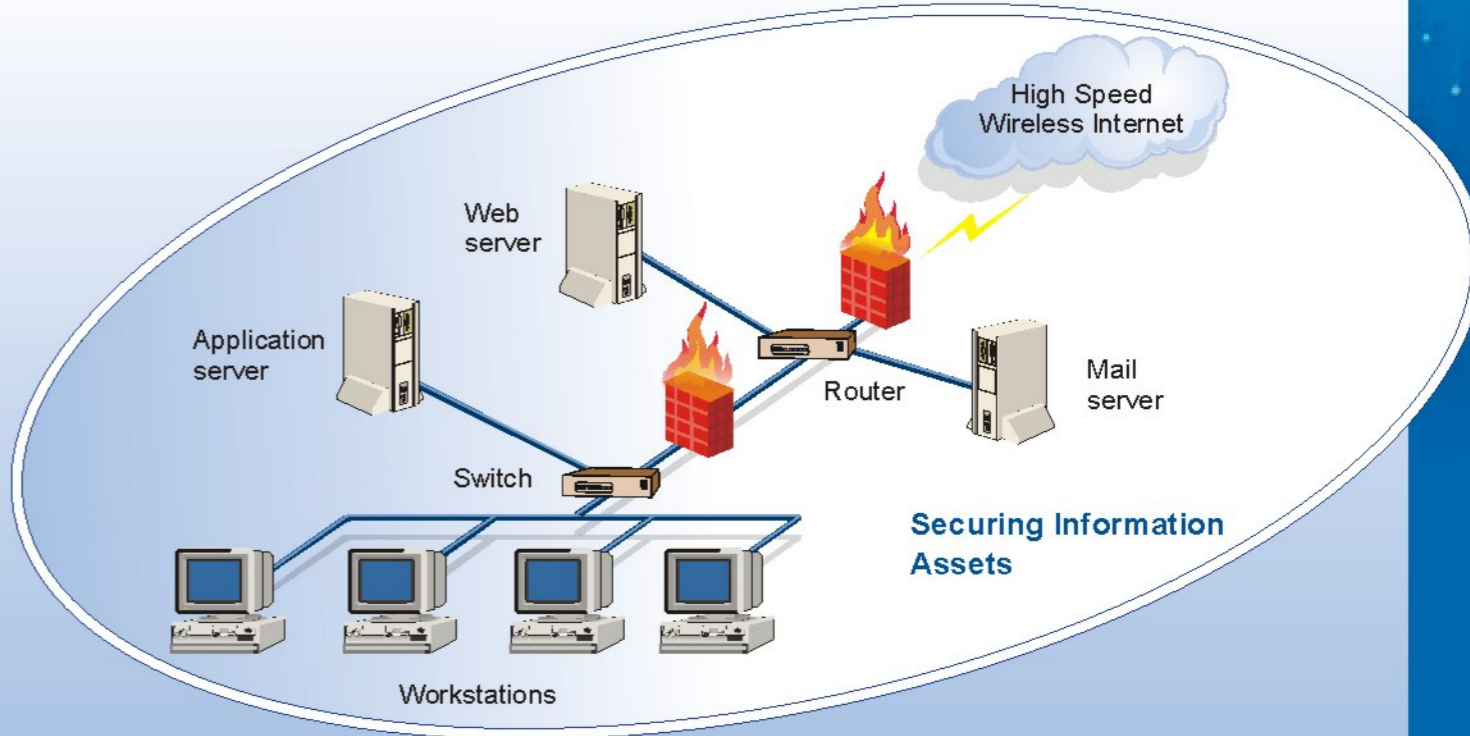 High Speed
Wireless Internet
Web
server
Application
server
Router
Mail
server
Switch
Securing Information
Assets
Workstations